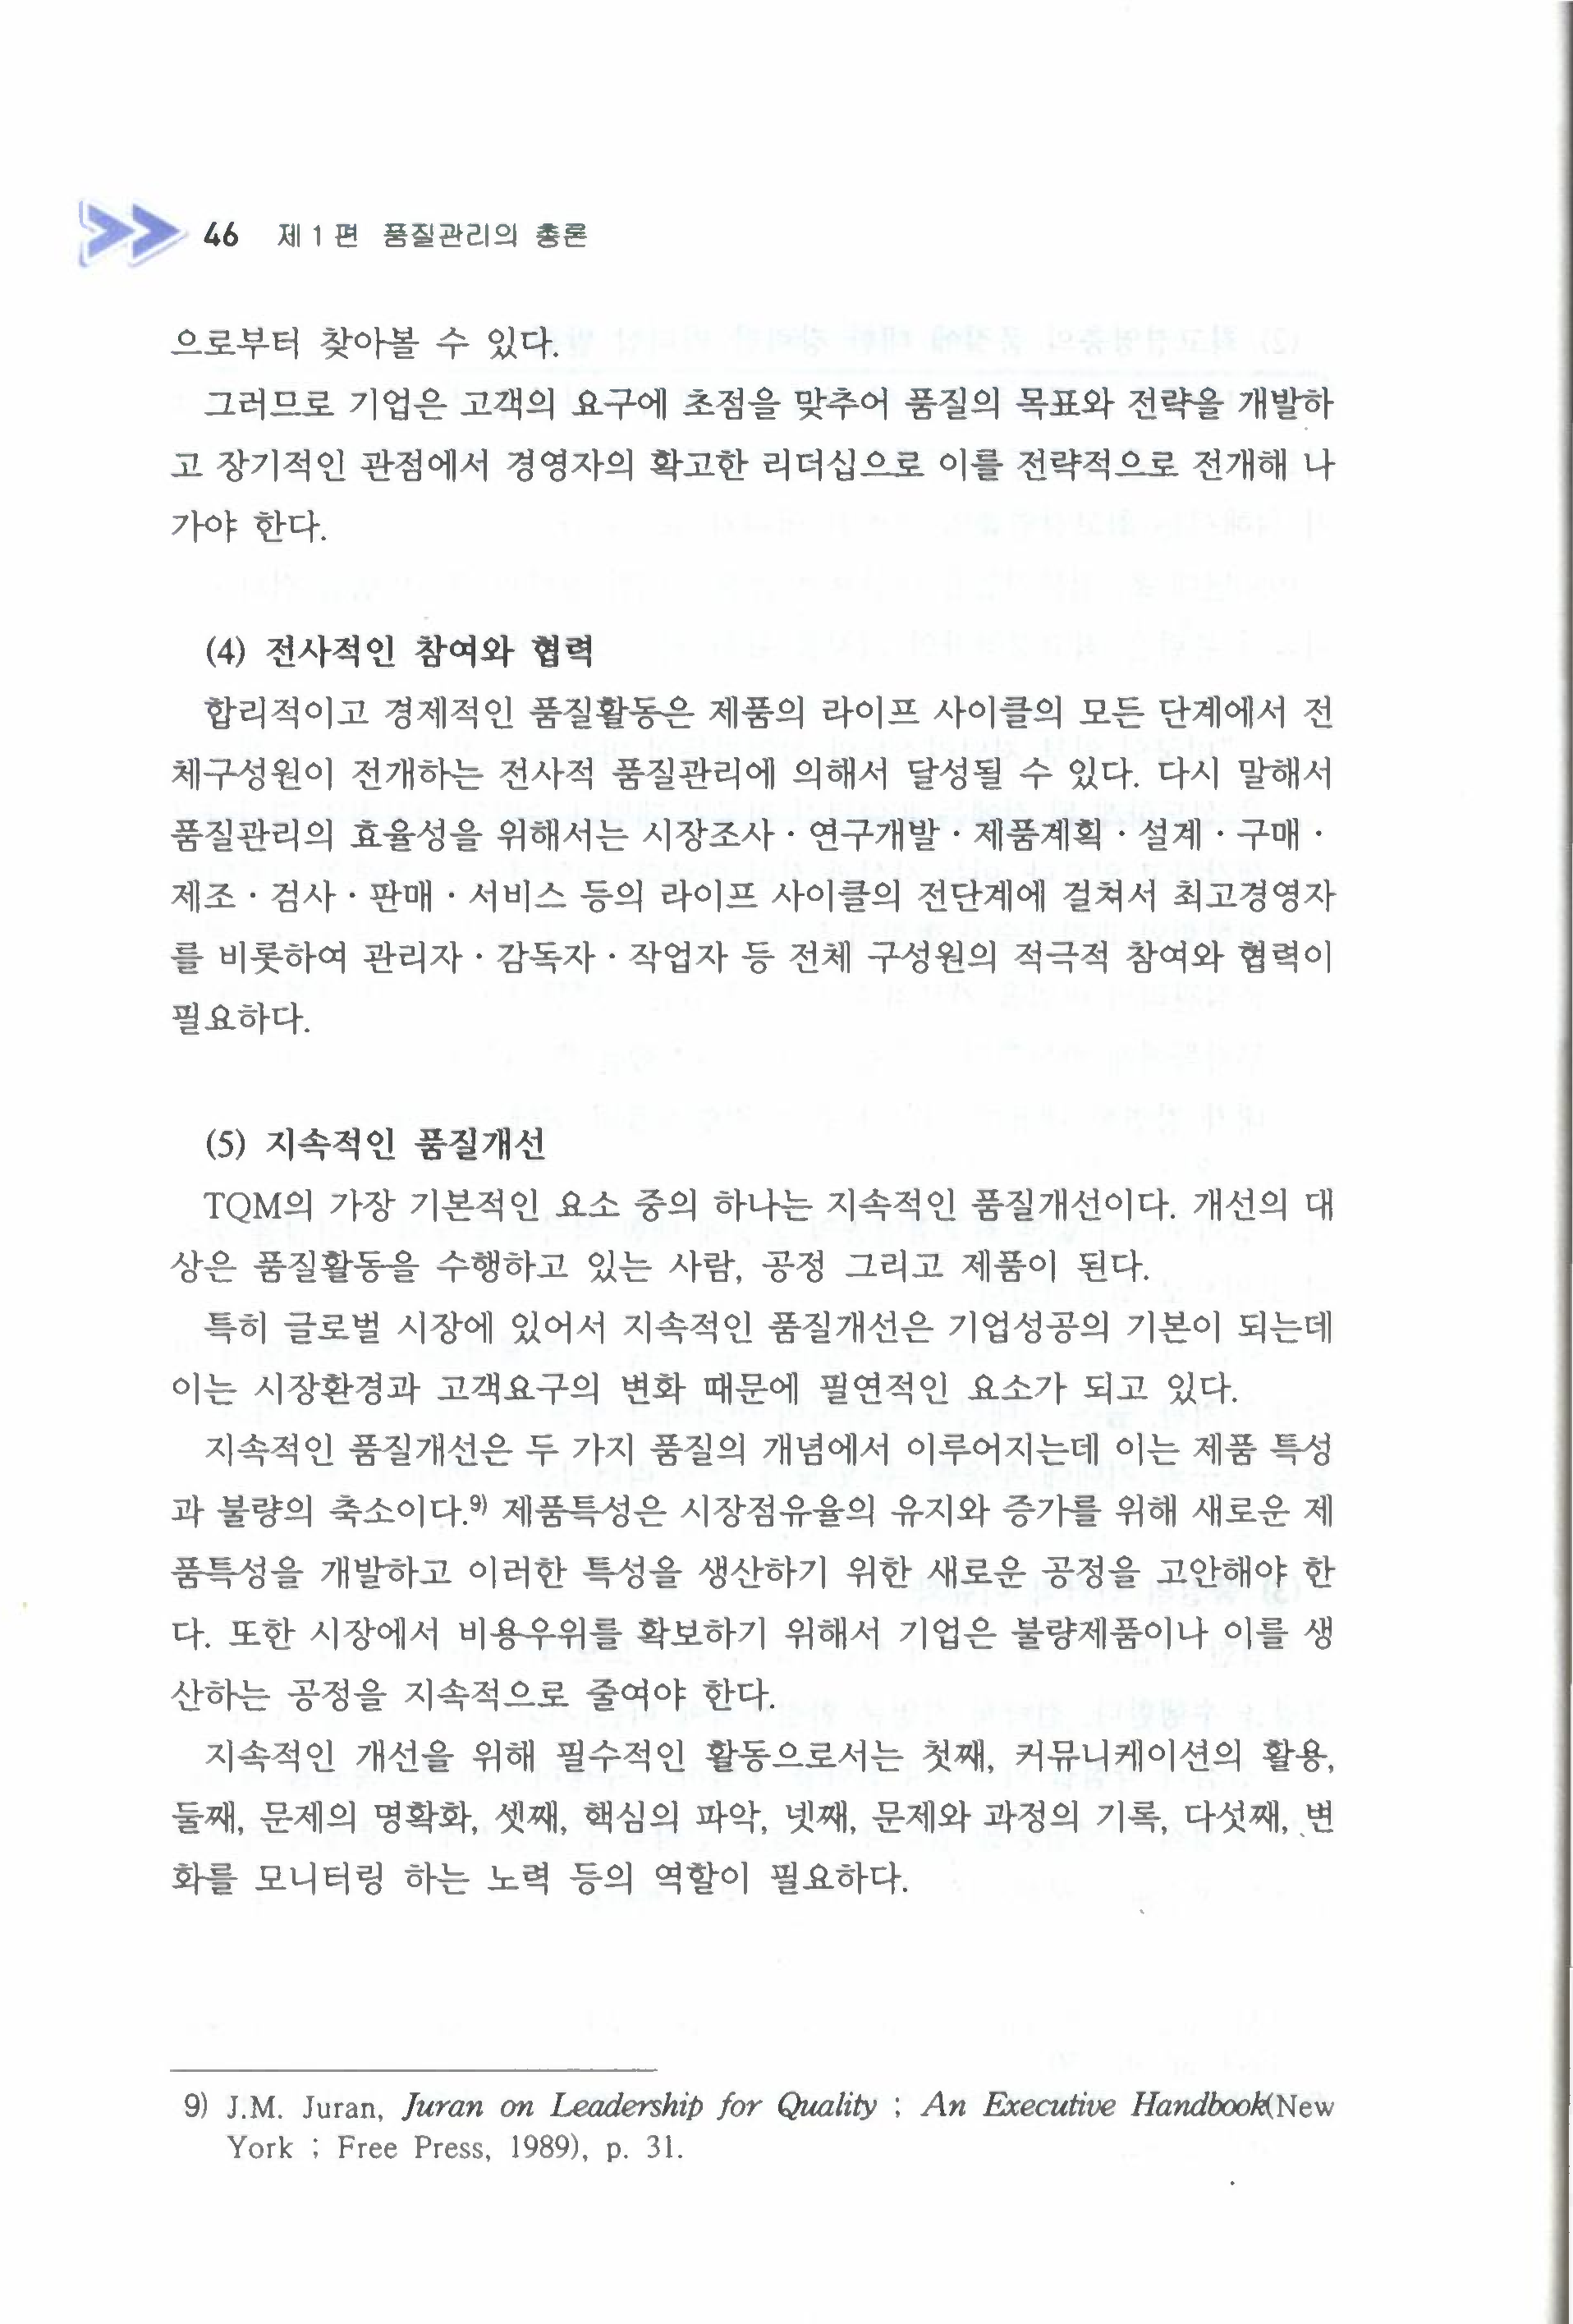 46 제 1 편 품질관리의 총론
으로부터 찾아볼 수 있다.
그러므로 기업은 고객의 요구에 초점을 맞추어 품질의 목표와 전략을 개발하
고 장기적인 관점에서 경영자의 확고한 리더십으로 이를 전략적으로 전개해 나
가야 한다.
(4) 전사적인 참여와 협력
합리적이고 경제적인 품질활동은 제품의 라이프 사이클의 모든 단계에서 전
체구성원이 전개하는 전사적 품질관리에 의해서 달성될 수 있다. 다시 말해서
품질관리의 효율성을 위해서는 시장조사 · 연구개발 · 제품계획 · 설계 · 구매 ·
제조 · 검사 · 판매 · 서비스 등의 라이프 사이클의 전단계에 걸쳐서 최고경영자
를 비롯하여 관리자 · 감독자 · 작업자 등 전체 구성원의 적극적 참여와 협력이
필요하다.
(5) 지속적인 품질개선
TQM의 가장 기본적인 요소 중의 하나는 지속적인 품질개선이다. 개선의 대
상은 품질활동을 수행하고 있는 사람, 공정 그리고 제품이 된다.
특히 글로벌 시장에 있어서 지속적인 품질개선은 기업성공의 기본이 되는데
이는 시장환경과 고객요구의 변화 때문에 필연적인 요소가 되고 있다.
지속적인 품질개선은 두 가지 품질의 개념에서 이루어지는데 이는 제품 특성
과 불량의 축소이다.9) 제품특성은 시장점유율의 유지와 증가를 위해 새로운 제
품특성을 개발하고 이러한 특성을 생산하기 위한 새로운 공정을 고안해야 한
다. 또한 시장에서 비용우위를 확보하기 위해서 기업은 불량제품이나 이를 생
산하는 공정을 지속적으로 줄여야 한다.
지속적인 개선을 위해 필수적인 활동으로서는 첫째, 커뮤니케이션의 활용,
둘째, 문제의 명확화, 셋째, 핵심의 파악, 넷째, 문제와 과정의 기록, 다섯째, 변
화를 모니터링 하는 노력 등의 역할이 필요하다.
9) J.M. Juran, Juran on Leadership for Quality ; An Executive Handbook(New
York ; Free Press, 1989), p. 31.